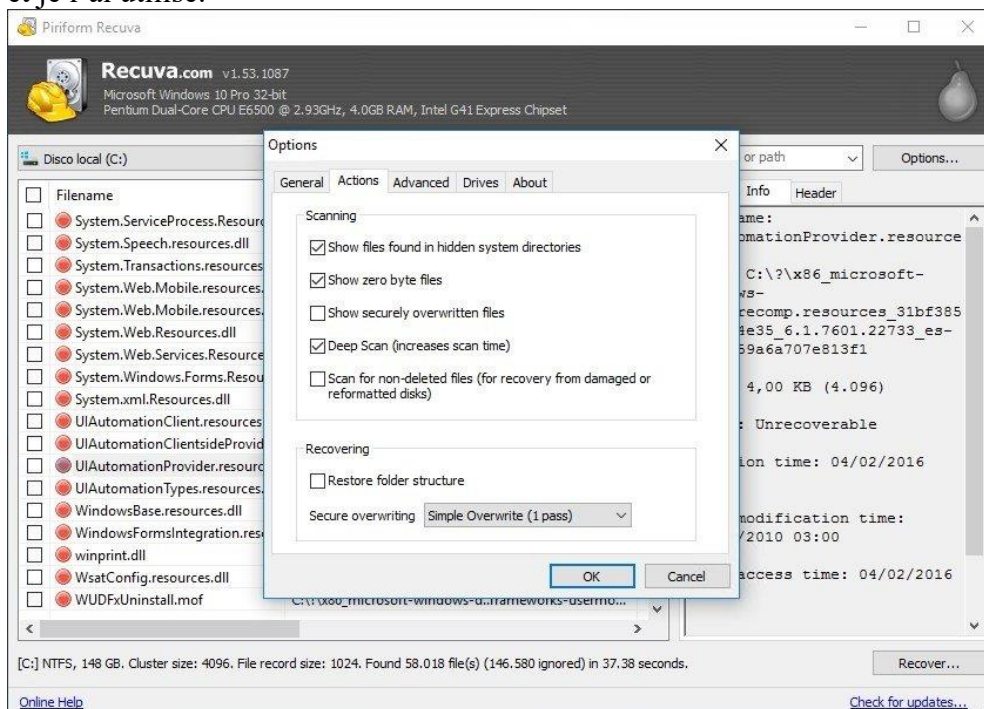 et je l'ai utilisé.
Piriform Recuva
Recuva.com v1.53.1087
Microsoft Windows 10 Pro 32-bit
Pentium Dual-Core CPU E6500 @ 2.93GHz, 4.0GB RAM, Intel G41 Express Chipset
Disco local (C:)
or path
Options...
Filename
System.ServiceProcess.Resourc
System.Speech.resources.dll
System.Transactions.resources
System.Web.Mobile.resources.
System.Web.Mobile.resources.
System.Web.Resources.dll
System.Web.Services.Resource
System.Windows.Forms.Resou
System.xml.Resources.dll
UIAutomationClient.resources
UIAutomationClientsideProvid
UIAutomationProvider.resourc
UIAutomationTypes.resources.
WindowsBase.resources.dll
WindowsFormsIntegration.res
winprint.dll
WsatConfig.resources.dll
WUDFxUninstall.mof
Options
General Actions Advanced Drives About
Scanning
Show files found in hidden system directories
Show zero byte files
Show securely overwritten files
Deep Scan (increases scan time)
Scan for non-deleted files (for recovery from damaged or
reformatted disks)
Recovering
Restore folder structure
Secure overwriting Simple Overwrite (1 pass)
OK Cancel
Info Header
ame:
omationProvider.resource
C:\?\x86_microsoft-
ws-
recomp.resources_31bf385
4e35_6.1.7601.22733_es-
59a6a707e813f1
4,00 KB (4.096)
: Unrecoverable
ion time: 04/02/2016
modification time:
/2010 03:00
access time: 04/02/2016
[C:] NTFS, 148 GB. Cluster size: 4096. File record size: 1024. Found 58.018 file(s) (146.580 ignored) in 37.38 seconds.
Recover...
Online Help
Check for updates...